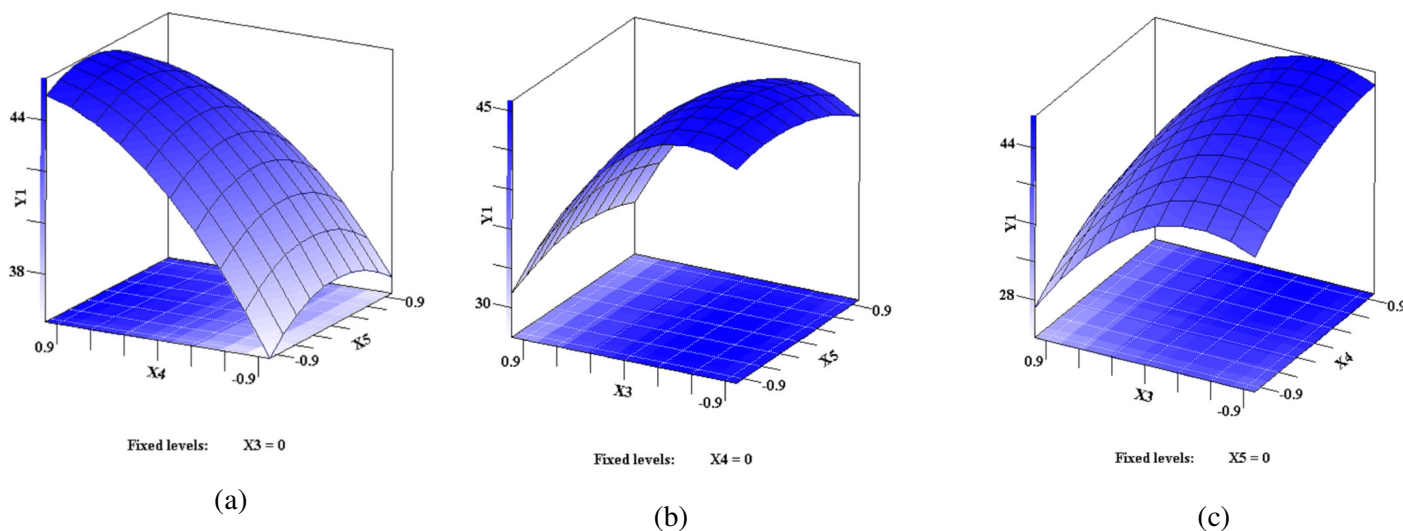 44
Y1
38
0.9
X4
-0.9
-0.9
X5
0.9
Fixed levels: X3 = 0
(a)
45
Y1
30
0.9
X3
-0.9
-0.9
X5
0.9
Fixed levels: X4 = 0
(b)
44
Y1
28
0.9
X3
-0.9
-0.9
X4
0.9
Fixed levels: X5 = 0
(c)